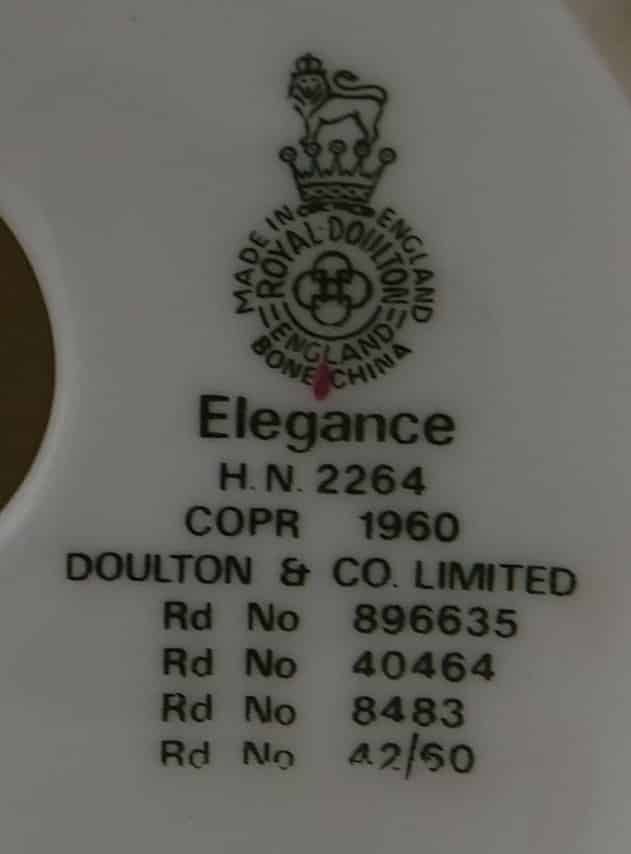 MADE IN ENGLAND
ROYAL·DOULTON
ENGLAND
BONE CHINA
Elegance
H.N. 2264
COPR 1960
DOULTON & CO. LIMITED
Rd No 896635
Rd No 40464
Rd No 8483
Rd No 42/60